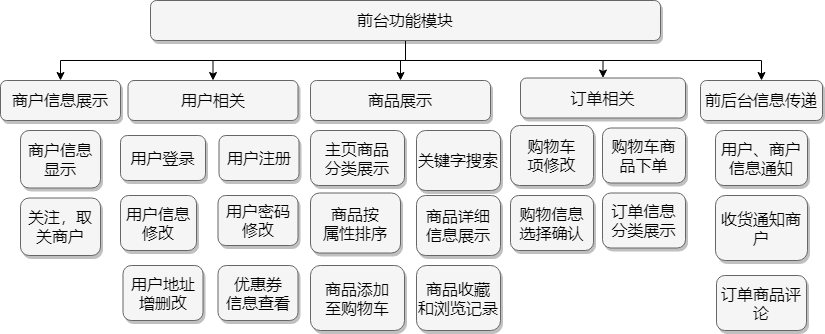 前台功能模块
商户信息展示
用户相关
商品展示
订单相关
前后台信息传递
商户信息
显示
关注，取
关商户
用户登录
用户注册
用户信息
修改
用户密码
修改
用户地址
增删改
优惠券
信息查看
主页商品
分类展示
关键字搜索
商品按
属性排序
商品详细
信息展示
商品添加
至购物车
商品收藏
和浏览记录
购物车
项修改
购物车商
品下单
购物信息
选择确认
订单信息
分类展示
用户、商户
信息通知
收货通知商
户
订单商品评
论